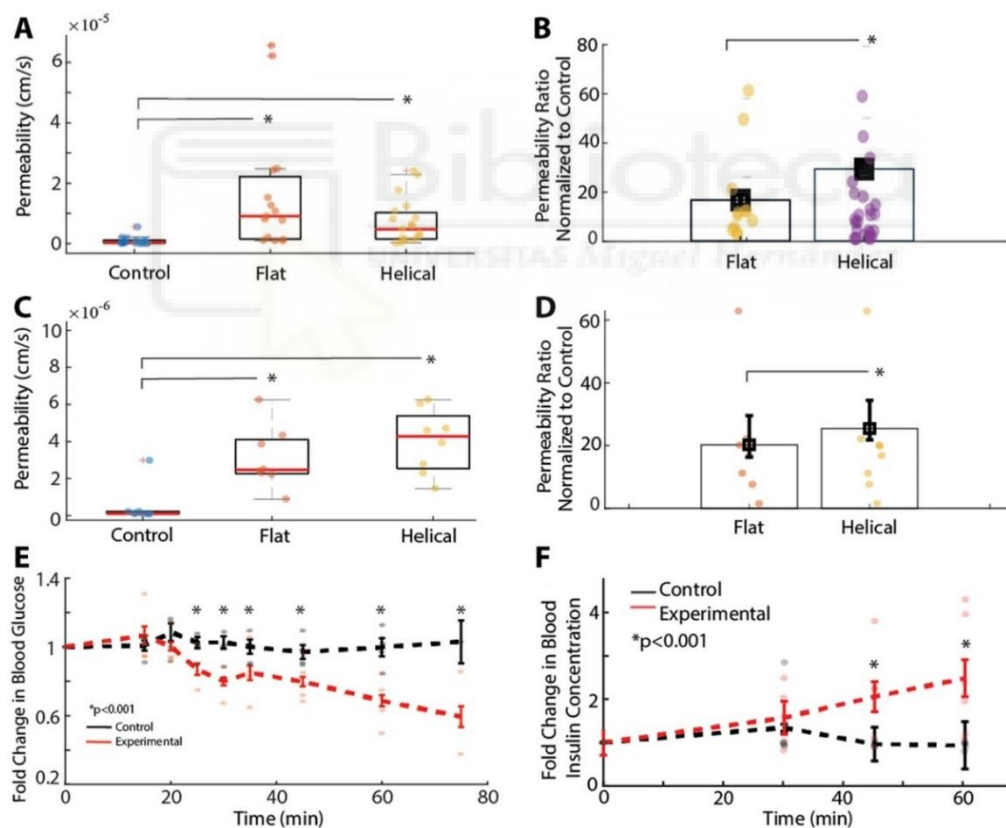 A
×10⁻⁵
Permeability (cm/s)
6
4
2
0
*
*
Control
Flat
Helical
B
Permeability Ratio
Normalized to Control
80
60
40
20
0
*
Flat
Helical
Biblioteca
UNIVERSITAS Miguel Hernández
C
×10⁻⁶
Permeability (cm/s)
10
8
6
4
2
0
*
*
Control
Flat
Helical
D
Permeability Ratio
Normalized to Control
60
40
20
0
*
Flat
Helical
E
Fold Change in Blood Glucose
1.4
1
0.6
0.2
* * * * * *
*p<0.001
Control
Experimental
0 20 40 60 80
Time (min)
F
Fold Change in Blood
Insulin Concentration
4
2
0
Control
Experimental
*p<0.001
*
*
0 20 40 60
Time (min)